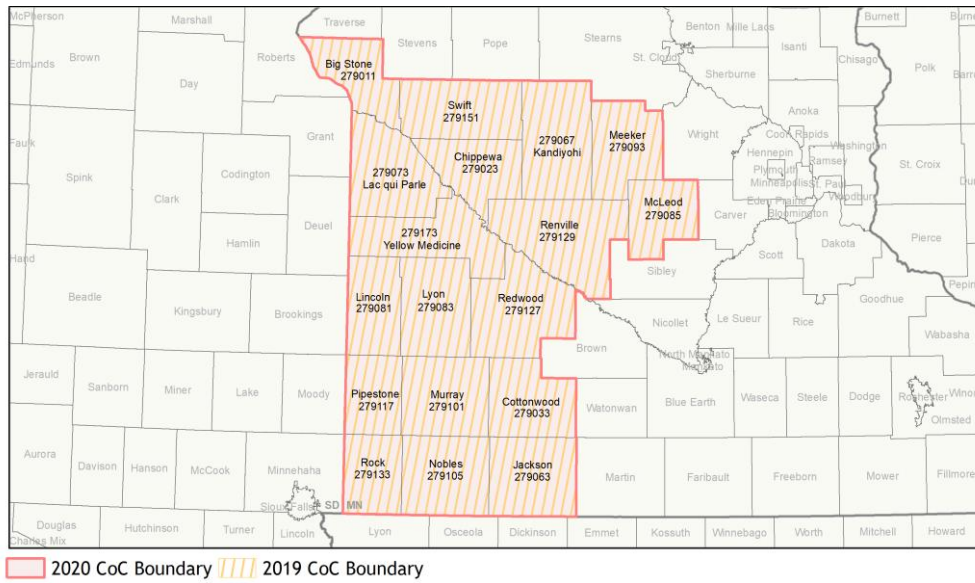 McPherson
Marshall
Traverse
Stevens
Pope
Stearns
Benton
Mille Lacs
Burnett
Isanti
Chisago
Brown
Roberts
Big Stone
279011
St. Cloud
Edmunds
Day
Sherburne
Polk
Swift
279151
279067
Kandiyohi
Meeker
279093
Anoka
Grant
Wright
Coon Rapids
Washington
Faulk
Chippewa
279023
Hennepin
Ramsey
St. Croix
Spink
Codington
279073
Lac qui Parle
Plymouth
Minneapolis
St. Paul
Clark
McLeod
279085
Eden Prairie
Woodbury
Deuel
Renville
279129
Carver
Bloomington
Hamlin
279173
Yellow Medicine
Dakota
Pierce
Hand
Scott
Sibley
Beadle
Lincoln
279081
Lyon
279083
Redwood
279127
Goodhue
Pepin
Kingsbury
Brookings
Nicollet
Le Sueur
Rice
Wabasha
Brown
North Mankato
Mankato
Jerauld
Sanborn
Miner
Lake
Moody
Pipestone
279117
Murray
279101
Cottonwood
279033
Watonwan
Blue Earth
Waseca
Steele
Dodge
Rochester
Olmsted
Aurora
Davison
Hanson
McCook
Minnehaha
Rock
279133
Nobles
279105
Jackson
279063
Martin
Faribault
Freeborn
Mower
Fillmore
Sioux Falls
SD
MN
Douglas
Charles Mix
Hutchinson
Turner
Lincoln
Lyon
Osceola
Dickinson
Emmet
Kossuth
Winnebago
Worth
Mitchell
Howard
2020 CoC Boundary
2019 CoC Boundary